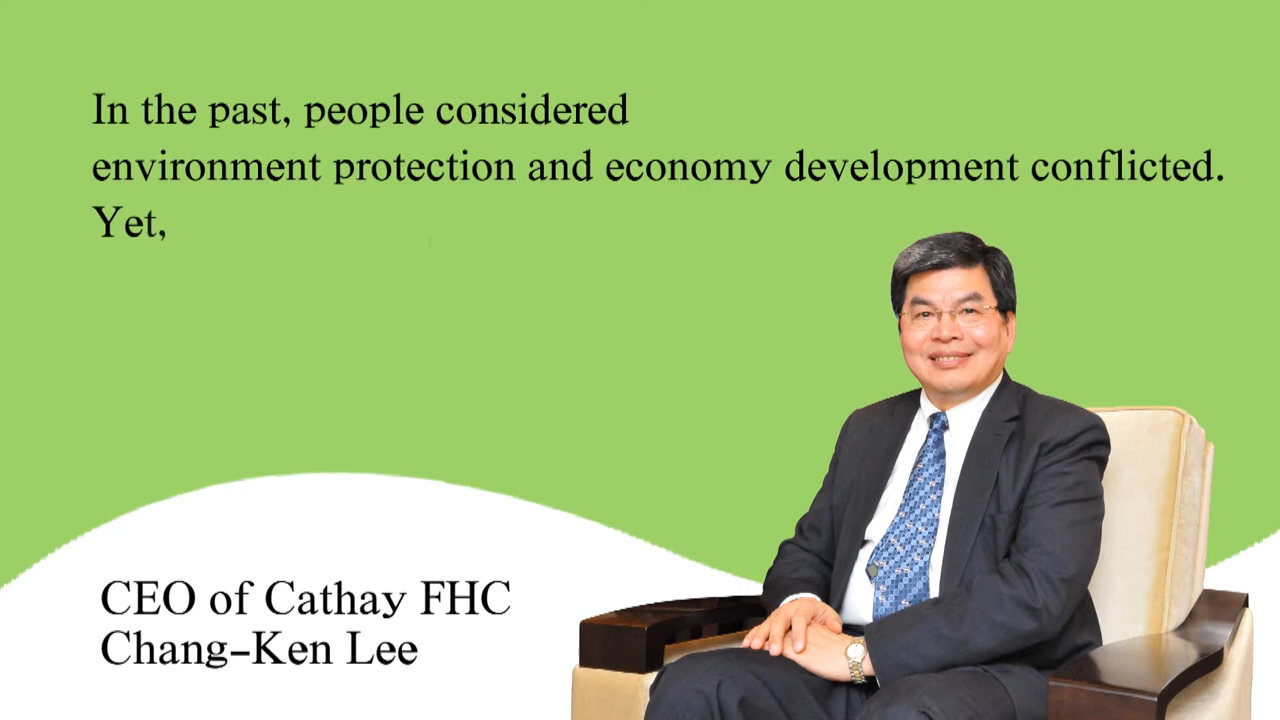 In the past, people considered
environment protection and economy development conflicted.
Yet,
CEO of Cathay FHC
Chang-Ken Lee